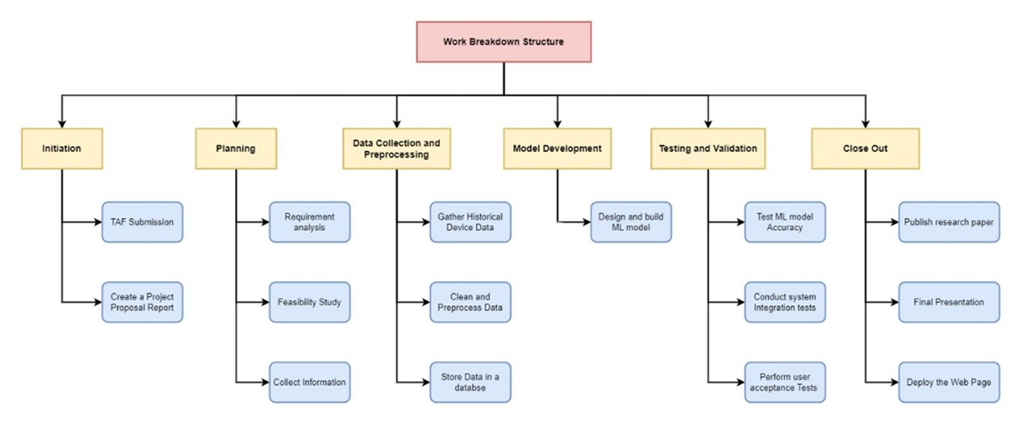 Work Breakdown Structure
Initiation
Planning
Data Collection and
Preprocessing
Model Development
Testing and Validation
Close Out
TAF Submission
Create a Project
Proposal Report
Requirement
analysis
Feasibility Study
Collect Information
Gather Historical
Device Data
Clean and
Preprocess Data
Store Data in a
databse
Design and build
ML model
Test ML model
Accuracy
Conduct system
Integration tests
Perform user
acceptance Tests
Publish research paper
Final Presentation
Deploy the Web Page